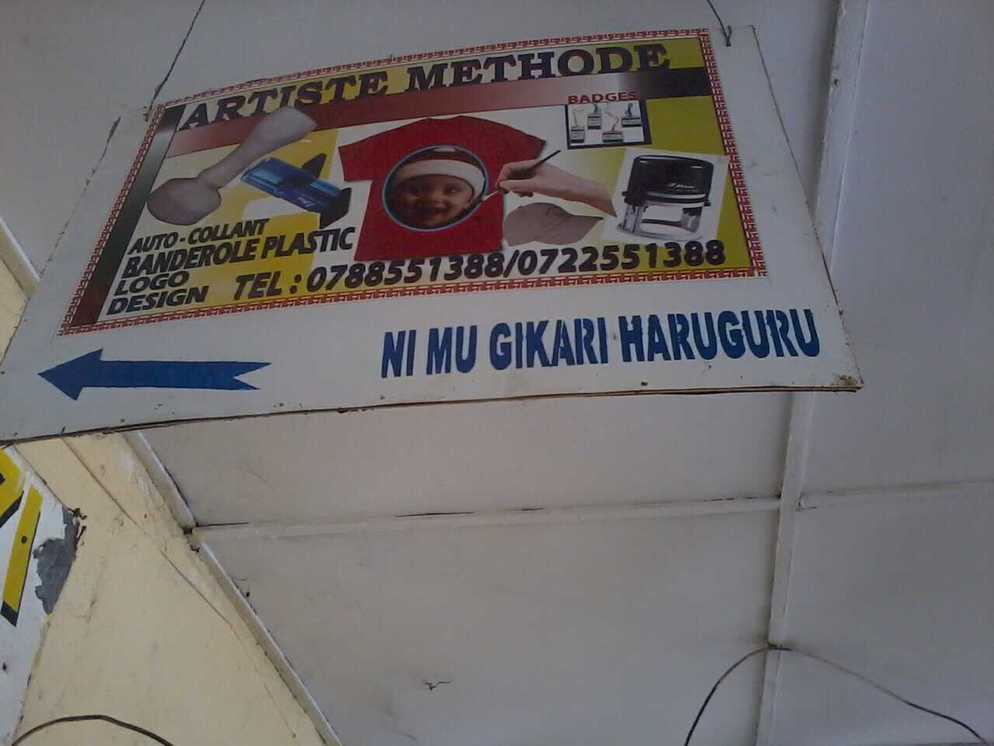 ARTISTE METHODE
BADGES
AUTO - COLLANT
BANDEROLE PLASTIC
LOGO
DESIGN
TEL : 0788551388/0722551388
NI MU GIKARI HARUGURU